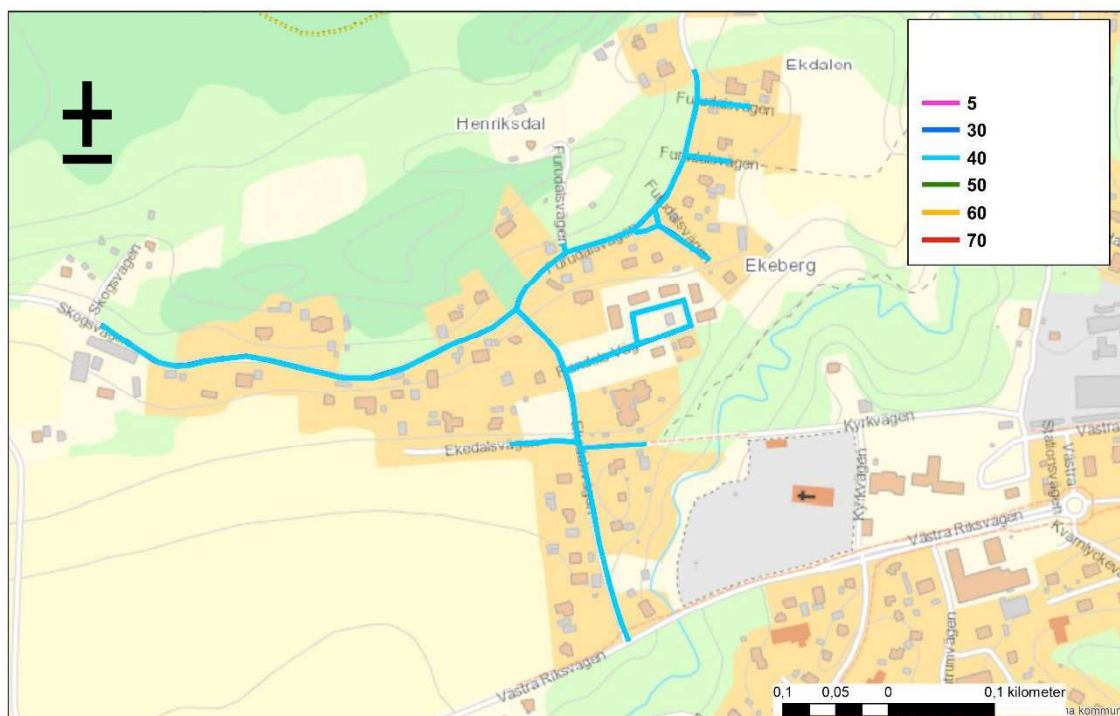 Ekdalen
Furudalsvägen
Henriksdal
Furudalsvägen
Furudalsvägen
Furudalsvägen
Furudalsvägen
Ekeberg
Skogsvägen
Skogsvägen
5
30
40
50
60
70
Kyrkvägen
Ekedalsvägen
Kyrkvägen
Västra
Stationsvägen
Västra
Västra Riksvägen
Västra Riksvägen
0,1 0,05 0 0,1 kilometer